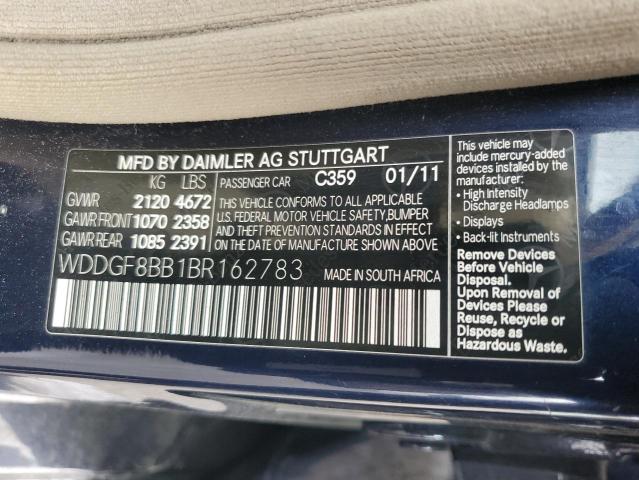 MFD BY DAIMLER AG STUTTGART
KG LBS
GVWR 2120 4672
GAWR FRONT 1070 2358
GAWR REAR 1085 2391
PASSENGER CAR C359 01/11
THIS VEHICLE CONFORMS TO ALL APPLICABLE
U.S. FEDERAL MOTOR VEHICLE SAFETY, BUMPER
AND THEFT PREVENTION STANDARDS IN EFFECT
ON THE DATE OF MANUFACTURE SHOWN ABOVE.
WDDGF8BB1BR162783
MADE IN SOUTH AFRICA
This vehicle may
include mercury-added
devices installed by the
manufacturer:
• High Intensity
Discharge Headlamps
• Displays
• Back-lit Instruments
Remove Devices
Before Vehicle
Disposal.
Upon Removal of
Devices Please
Reuse, Recycle or
Dispose as
Hazardous Waste.